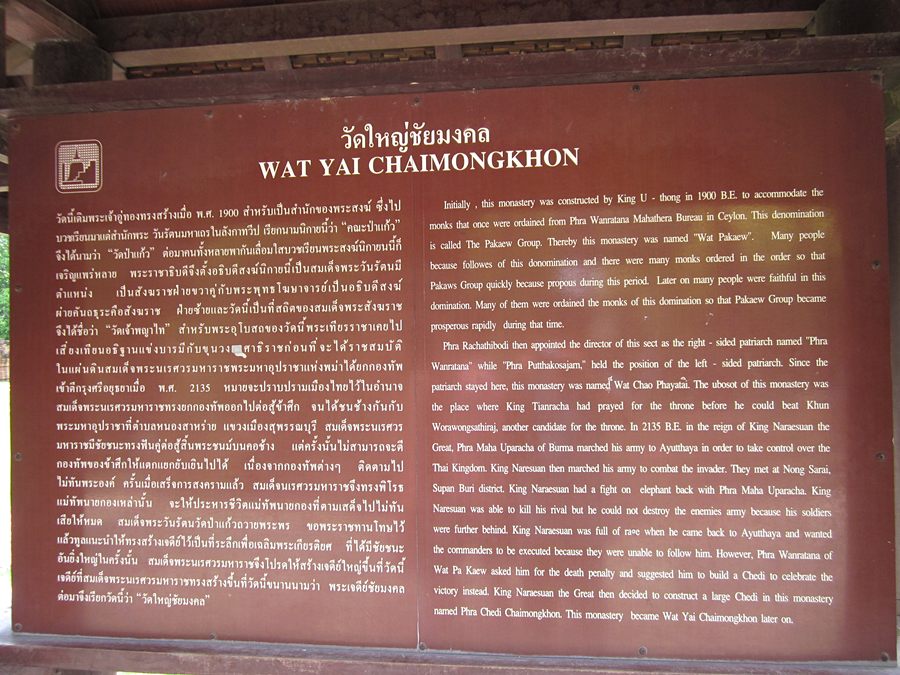 วัดใหญ่ชัยมงคล
WAT YAI CHAIMONGKHON
วัดนี้เดิมพระเจ้าอู่ทองทรงสร้างเมื่อ พ.ศ. 1900 สำหรับเป็นสำนักของพระสงฆ์ ซึ่งไป
บวชเรียนมาแต่สำนักพระ วันรัตนมหาเถรในลังกาทวีป เรียกนามนิกายนี้ว่า "คณะป่าแก้ว"
จึงได้นามว่า "วัดป่าแก้ว" ต่อมาคนทั้งหลายพากันเลื่อมใสบวชเรียนพระสงฆ์นิกายนี้ก็
เจริญแพร่หลาย พระราชาธิบดีจึงตั้งอธิบดีสงฆ์นิกายนี้เป็นสมเด็จพระวันรัตนมี
ตำแหน่ง เป็นสังฆราชฝ่ายขวาคู่กับพระพุทธโฆษาจารย์เป็นอธิบดีสงฆ์
ฝ่ายคันถธุระคือสังฆราช ฝ่ายซ้ายและวัดนี้เป็นที่สถิตของสมเด็จพระสังฆราช
จึงได้ชื่อว่า "วัดเจ้าพญาไท" สำหรับพระอุโบสถของวัดนี้พระเทียรราชาเคยไป
เสี่ยงเทียนอธิฐานแข่งบารมีกับขุนวง ศาธิราชก่อนที่จะได้ราชสมบัติ
ในแผ่นดินสมเด็จพระนเรศวรมหาราชพระมหาอุปราชาแห่งพม่าได้ยกกองทัพ
เข้าตีกรุงศรีอยุธยาเมื่อ พ.ศ. 2135 หมายจะปราบปรามเมืองไทยไว้ในอำนาจ
สมเด็จพระนเรศวรมหาราชทรงยกกองทัพออกไปต่อสู้ข้าศึก จนได้ชนช้างกันกับ
พระมหาอุปราชาที่ตำบลหนองสาหร่าย แขวงเมืองสุพรรณบุรี สมเด็จพระนเรศวร
มหาราชมีชัยชนะทรงฟันคู่ต่อสู้สิ้นพระชนม์บนคอช้าง แต่ครั้งนั้นไม่สามารถจะตี
กองทัพของข้าศึกให้แตกแยกยับเยินไปได้ เนื่องจากกองทัพต่างๆ ติดตามไป
ไม่ทันพระองค์ ครั้นเมื่อเสร็จการสงครามแล้ว สมเด็จนเรศวรมหาราชจึงทรงพิโรธ
แม่ทัพนายกองเหล่านั้น จะให้ประหารชีวิตแม่ทัพนายกองที่ตามเสด็จไปไม่ทัน
เสียให้หมด สมเด็จพระวันรัตนวัดป่าแก้วถวายพระพร ขอพระราชทานโทษไว้
แล้วทูลแนะนำให้ทรงสร้างเจดีย์ไว้เป็นที่ระลึกเพื่อเฉลิมพระเกียรติยศ ที่ได้มีชัยชนะ
อันยิ่งใหญ่ในครั้งนั้น สมเด็จพระนเรศวรมหาราชจึงโปรดให้สร้างเจดีย์ใหญ่ขึ้นที่วัดนี้
เจดีย์ที่สมเด็จพระนเรศวรมหาราชทรงสร้างขึ้นที่วัดนี้ขนานนามว่า พระเจดีย์ชัยมงคล
ต่อมาจึงเรียกวัดนี้ว่า "วัดใหญ่ชัยมงคล"
Initially , this monastery was constructed by King U - thong in 1900 B.E. to accommodate the
monks that once were ordained from Phra Wanratana Mahathera Bureau in Ceylon. This denomination
is called The Pakaew Group. Thereby this monastery was named "Wat Pakaew". Many people
because followes of this donomination and there were many monks ordered in the order so that
Pakaws Group quickly because propous during this period. Later on many people were faithful in this
domination. Many of them were ordained the monks of this domination so that Pakaew Group became
prosperous rapidly during that time.
Phra Rachathibodi then appointed the director of this sect as the right - sided patriarch named "Phra
Wanratana" while "Phra Putthakosajam," held the position of the left - sided patriarch. Since the
patriarch stayed here, this monastery was named Wat Chao Phayatai. The ubosot of this monastery was
the place where King Tianracha had prayed for the throne before he could beat Khun
Worawongsathiraj, another candidate for the throne. In 2135 B.E. in the reign of King Naraesuan the
Great, Phra Maha Uparacha of Burma marched his army to Ayutthaya in order to take control over the
Thai Kingdom. King Naresuan then marched his army to combat the invader. They met at Nong Sarai,
Supan Buri district. King Naraesuan had a fight on elephant back with Phra Maha Uparacha. King
Naresuan was able to kill his rival but he could not destroy the enemies army because his soldiers
were further behind. King Naraesuan was full of rage when he came back to Ayutthaya and wanted
the commanders to be executed because they were unable to follow him. However, Phra Wanratana of
Wat Pa Kaew asked him for the death penalty and suggested him to build a Chedi to celebrate the
victory instead. King Naraesuan the Great then decided to construct a large Chedi in this monastery
named Phra Chedi Chaimongkhon. This monastery became Wat Yai Chaimongkhon later on.